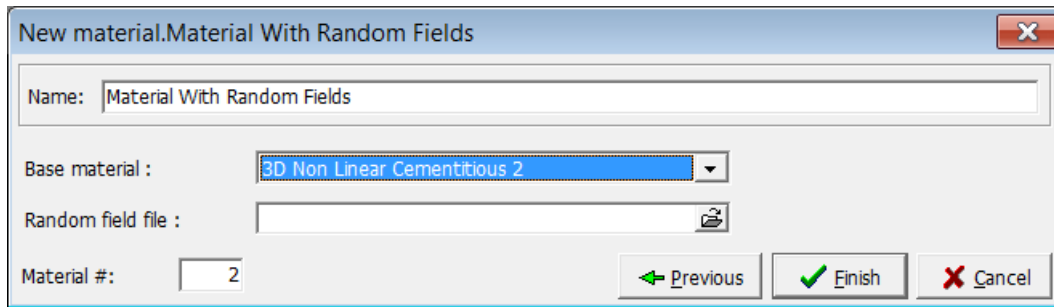 New material.Material With Random Fields
Name: Material With Random Fields
Base material : 3D Non Linear Cementitious 2
Random field file :
Material #: 2 Previous Finish Cancel